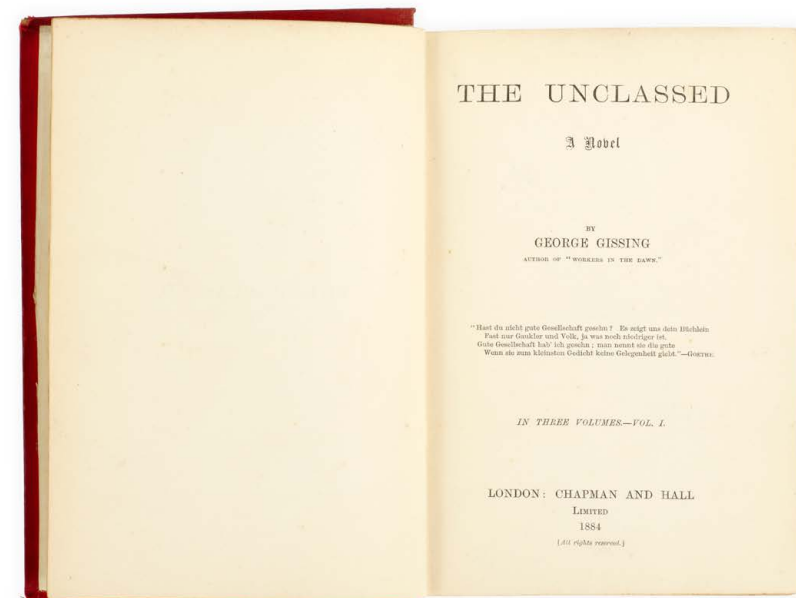 THE UNCLASSED
A Novel
BY
GEORGE GISSING
AUTHOR OF "WORKERS IN THE DAWN."
"Hast du nicht gute Gesellschaft gesehn? Es zeigt uns dein Büchlein
Fast nur Gaukler und Volk, ja was noch niedriger ist.
Gute Gesellschaft hab' ich gesehn; man nennt sie die gute
Wenn sie zum kleinsten Gedicht keine Gelegenheit giebt."—GOETHE.
IN THREE VOLUMES.—VOL. I.
LONDON: CHAPMAN AND HALL
LIMITED
1884
[All rights reserved.]